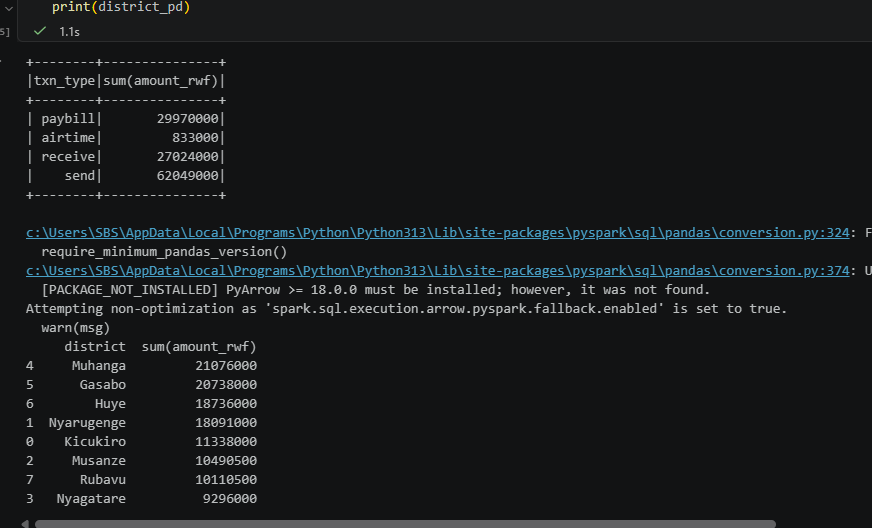 print(district_pd)
5]
1.1s
+--------+---------------+
|txn_type|sum(amount_rwf)|
+--------+---------------+
| paybill|       29970000|
| airtime|         833000|
| receive|       27024000|
|    send|       62049000|
+--------+---------------+
c:\Users\SBS\AppData\Local\Programs\Python\Python313\Lib\site-packages\pyspark\sql\pandas\conversion.py:324: F
  require_minimum_pandas_version()
c:\Users\SBS\AppData\Local\Programs\Python\Python313\Lib\site-packages\pyspark\sql\pandas\conversion.py:374: U
  [PACKAGE_NOT_INSTALLED] PyArrow >= 18.0.0 must be installed; however, it was not found.
Attempting non-optimization as 'spark.sql.execution.arrow.pyspark.fallback.enabled' is set to true.
  warn(msg)
     district  sum(amount_rwf)
4     Muhanga         21076000
5      Gasabo         20738000
6        Huye         18736000
1  Nyarugenge         18091000
0    Kicukiro         11338000
2     Musanze         10490500
7      Rubavu         10110500
3   Nyagatare          9296000